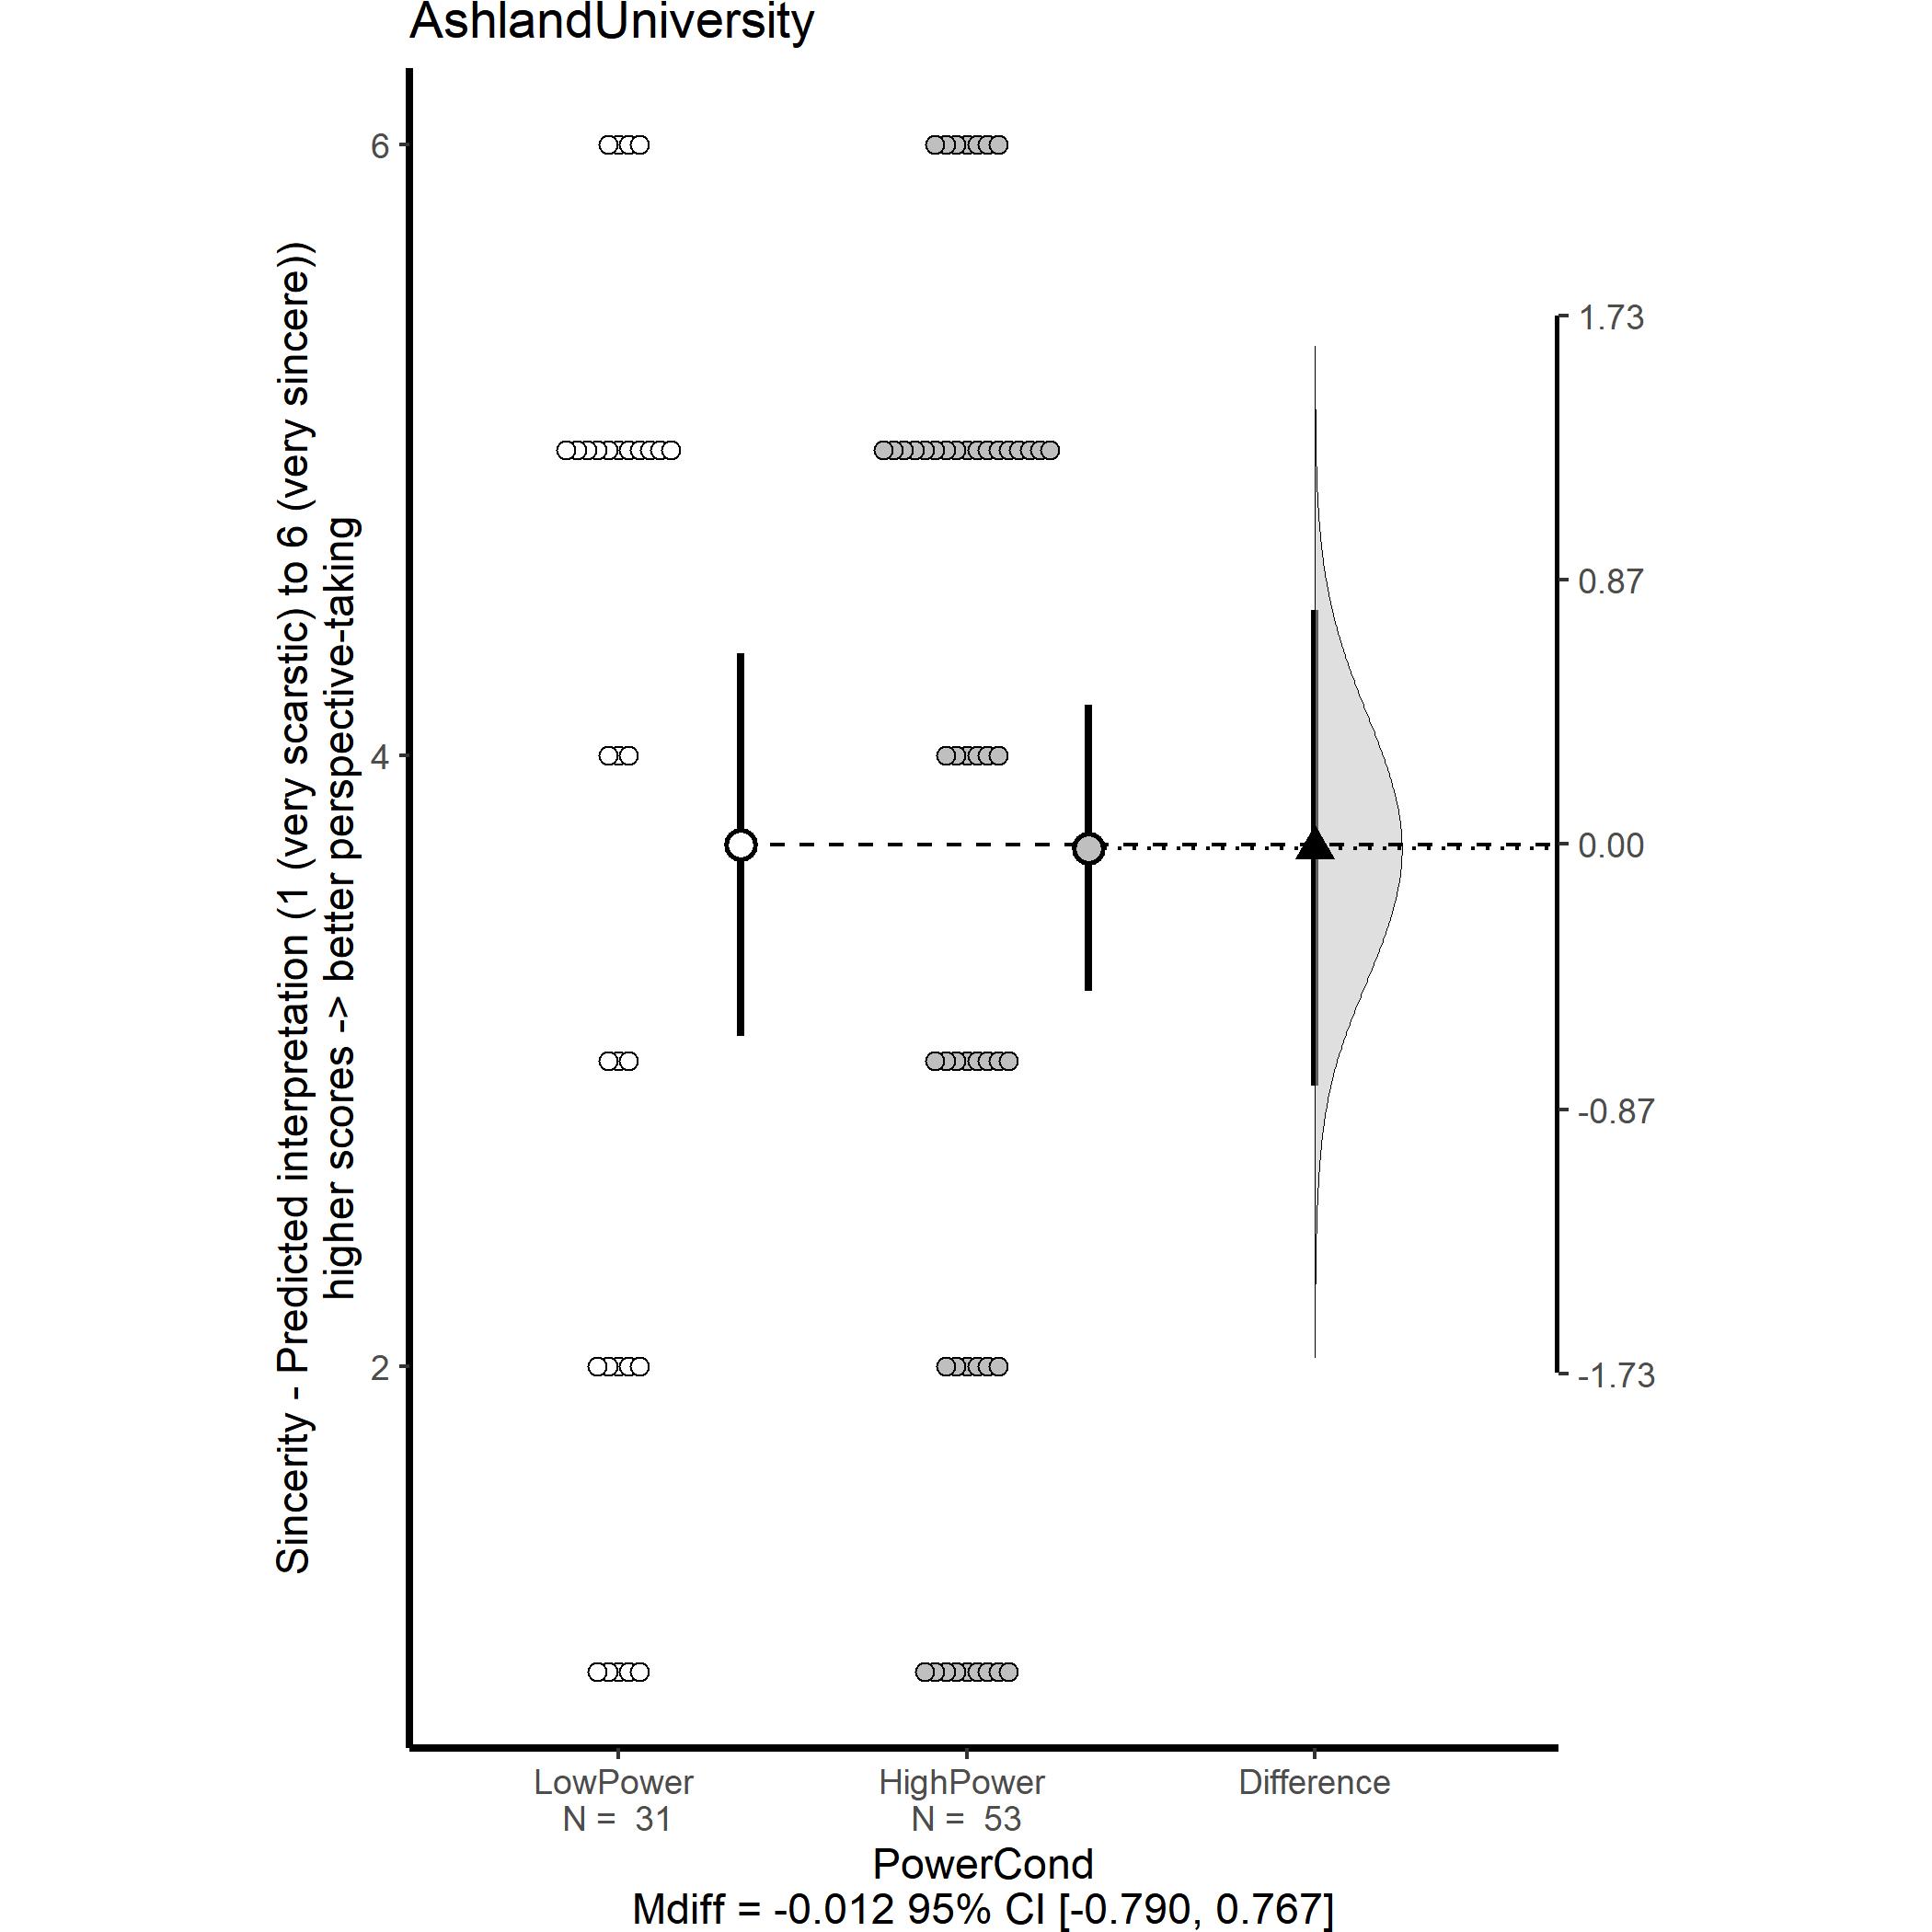 AshlandUniversity
Sincerity - Predicted interpretation (1 (very scarstic) to 6 (very sincere))
higher scores -> better perspective-taking
6
4
2
1.73
0.87
0.00
-0.87
-1.73
LowPower
N = 31
HighPower
N = 53
Difference
PowerCond
Mdiff = -0.012 95% CI [-0.790, 0.767]